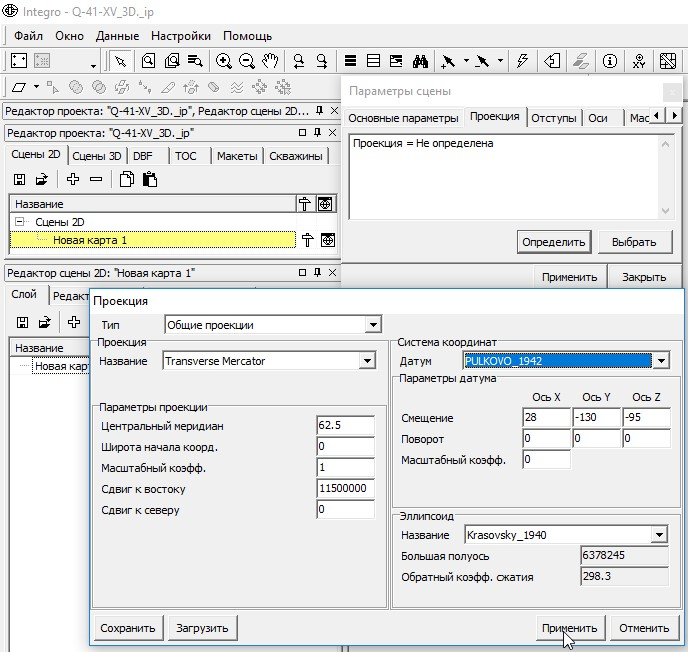 Integro - Q-41-XV_3D._ip
Файл Окно Данные Настройки Помощь
Редактор проекта: "Q-41-XV_3D._ip", Редактор сцены 2D...
Редактор проекта: "Q-41-XV_3D._ip"
Сцены 2D Сцены 3D DBF ТОС Макеты Скважины
Название
Сцены 2D
Новая карта 1
Параметры сцены
Основные параметры Проекция Отступы Оси Мас
Проекция = Не определена
Определить Выбрать
Применить Закрыть
Редактор сцены 2D: "Новая карта 1"
Слой Редакт
Название
Новая кар
Проекция
Тип Общие проекции
Проекция
Название Transverse Mercator
Параметры проекции
Центральный меридиан 62.5
Широта начала коорд. 0
Масштабный коэфф. 1
Сдвиг к востоку 11500000
Сдвиг к северу 0
Система координат
Датум PULKOVO_1942
Параметры датума
Ось X Ось Y Ось Z
Смещение 28 -130 -95
Поворот 0 0 0
Масштабный коэфф. 0
Эллипсоид
Название Krasovsky_1940
Большая полуось 6378245
Обратный коэфф. сжатия 298.3
Сохранить Загрузить Применить Отменить